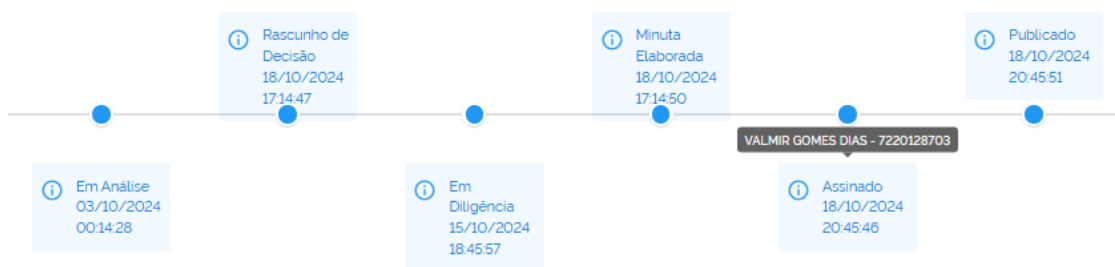 Rascunho de
Decisão
18/10/2024
17:14:47
Minuta
Elaborada
18/10/2024
17:14:50
Publicado
18/10/2024
20:45:51
VALMIR GOMES DIAS - 7220128703
Em Análise
03/10/2024
00:14:28
Em
Diligência
15/10/2024
18:45:57
Assinado
18/10/2024
20:45:46